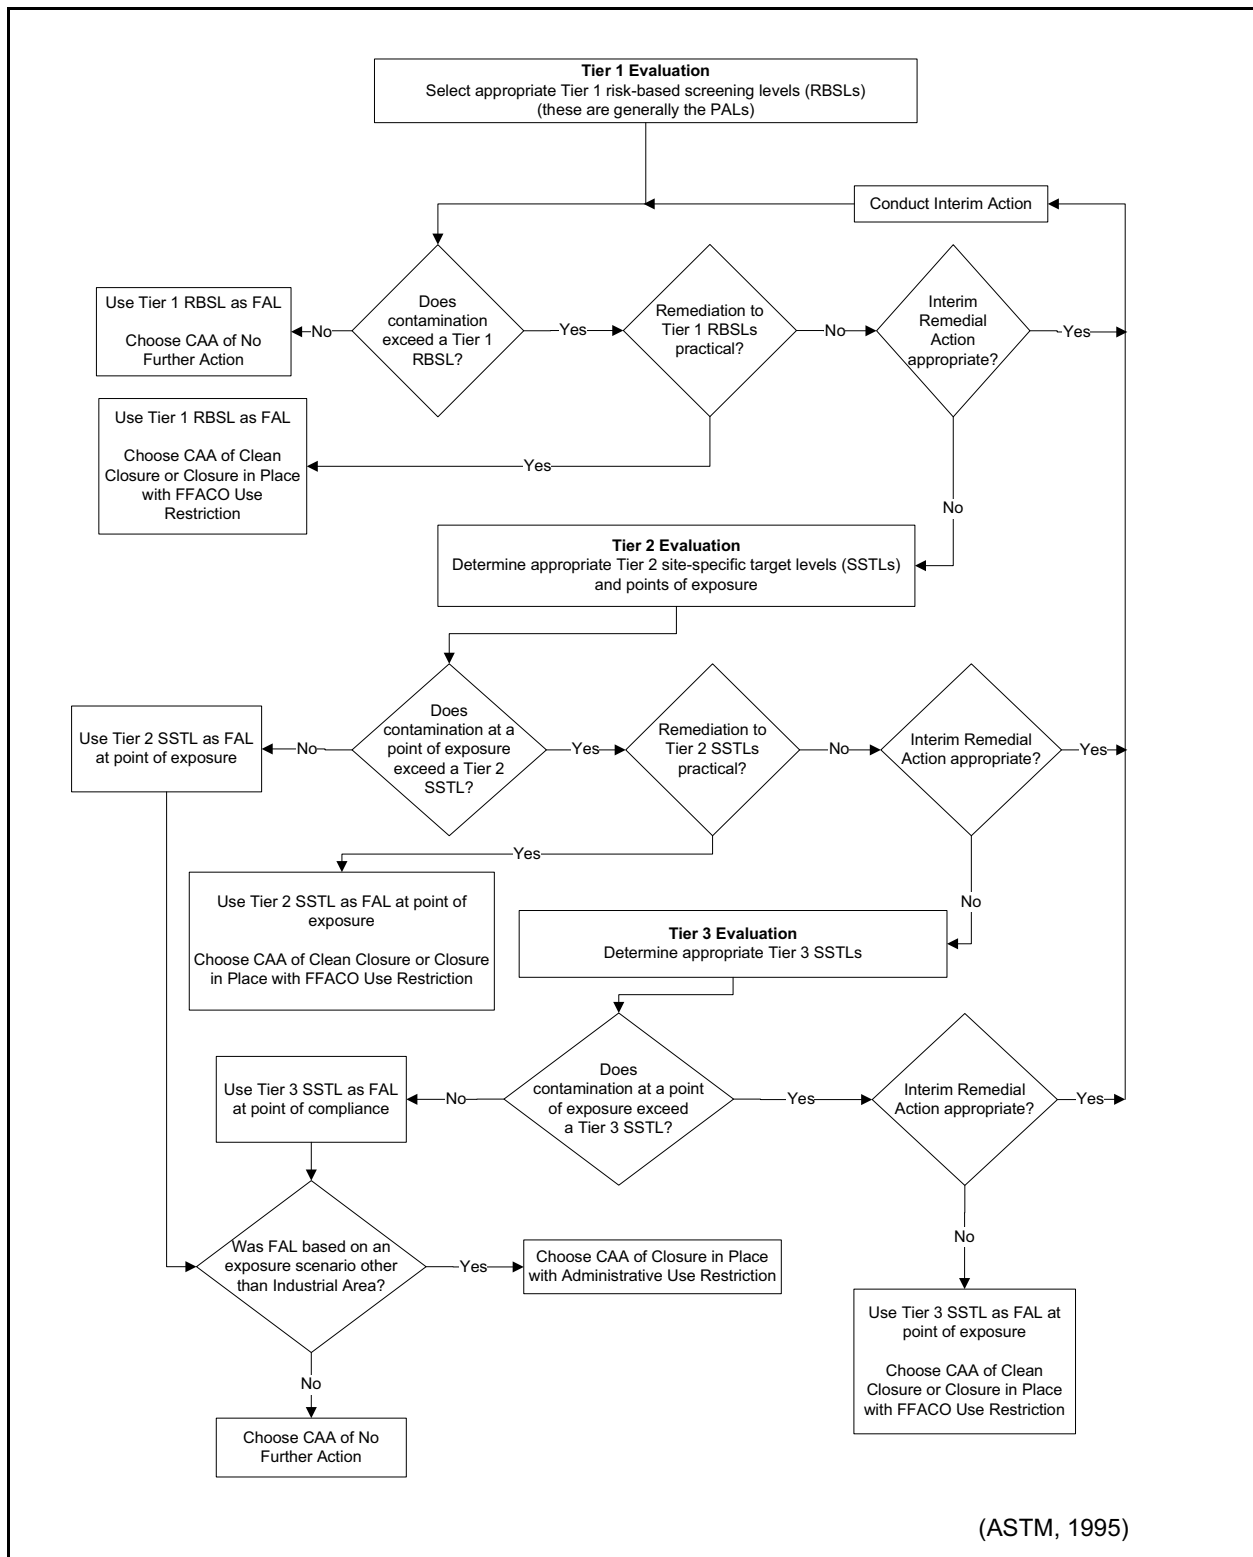 Tier 1 Evaluation
Select appropriate Tier 1 risk-based screening levels (RBSLs)
(these are generally the PALs)
Conduct Interim Action
Use Tier 1 RBSL as FAL
Choose CAA of No
Further Action
No
Does
contamination
exceed a Tier 1
RBSL?
Yes
Remediation to
Tier 1 RBSLs
practical?
No
Interim
Remedial
Action
appropriate?
Yes
Use Tier 1 RBSL as FAL
Choose CAA of Clean
Closure or Closure in Place
with FFACO Use
Restriction
Yes
No
Tier 2 Evaluation
Determine appropriate Tier 2 site-specific target levels (SSTLs)
and points of exposure
Use Tier 2 SSTL as FAL
at point of exposure
No
Does
contamination at a
point of exposure
exceed a Tier 2
SSTL?
Yes
Remediation to
Tier 2 SSTLs
practical?
No
Interim Remedial
Action appropriate?
Yes
Yes
Use Tier 2 SSTL as FAL at point of
exposure
Choose CAA of Clean Closure or Closure
in Place with FFACO Use Restriction
No
Tier 3 Evaluation
Determine appropriate Tier 3 SSTLs
Use Tier 3 SSTL as FAL
at point of compliance
No
Does
contamination at a point
of exposure exceed
a Tier 3 SSTL?
Yes
Interim Remedial
Action appropriate?
Yes
Was FAL based on an
exposure scenario other
than Industrial Area?
Yes
Choose CAA of Closure in Place
with Administrative Use Restriction
No
Use Tier 3 SSTL as FAL at
point of exposure
Choose CAA of Clean
Closure or Closure in Place
with FFACO Use Restriction
No
Choose CAA of No
Further Action
(ASTM, 1995)